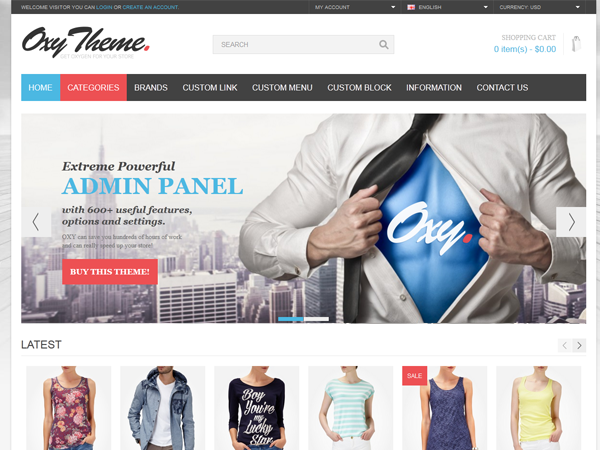 WELCOME VISITOR YOU CAN LOGIN OR CREATE AN ACCOUNT.
MY ACCOUNT
ENGLISH
CURRENCY: USD
Oxy Theme.
GET OXYGEN FOR YOUR STORE
SEARCH
SHOPPING CART
0 item(s) - $0.00
HOME
CATEGORIES
BRANDS
CUSTOM LINK
CUSTOM MENU
CUSTOM BLOCK
INFORMATION
CONTACT US
Extreme Powerful
ADMIN PANEL
with 600+ useful features,
options and settings.
OXY can save you hundreds of hours of work
and can really speed up your store!
BUY THIS THEME!
Oxy.
LATEST
SALE
Boy
You're
my
Lucky
Star